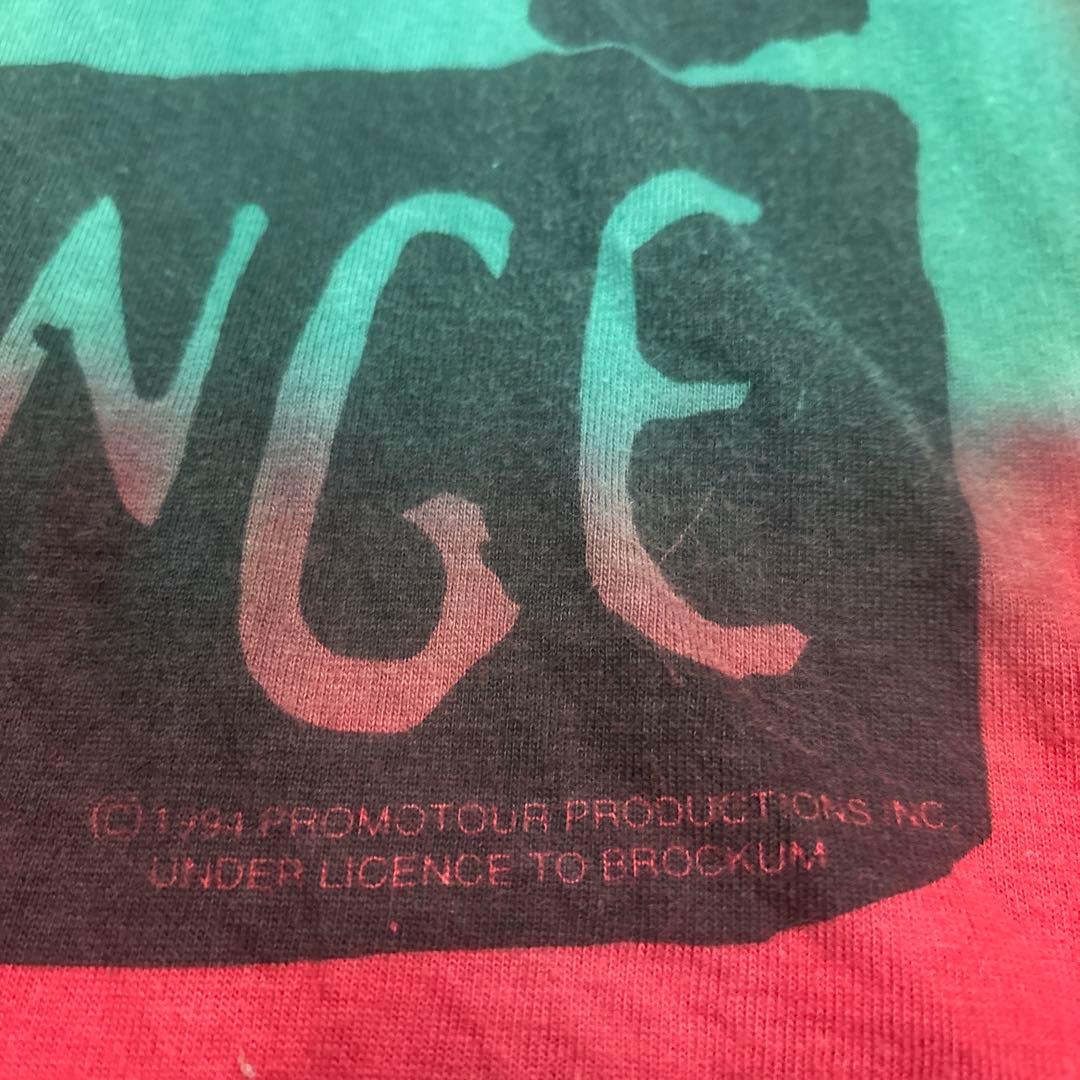 NGE
© 1994 PROMOTOUR PRODUCTIONS INC.
UNDER LICENCE TO BROCKUM